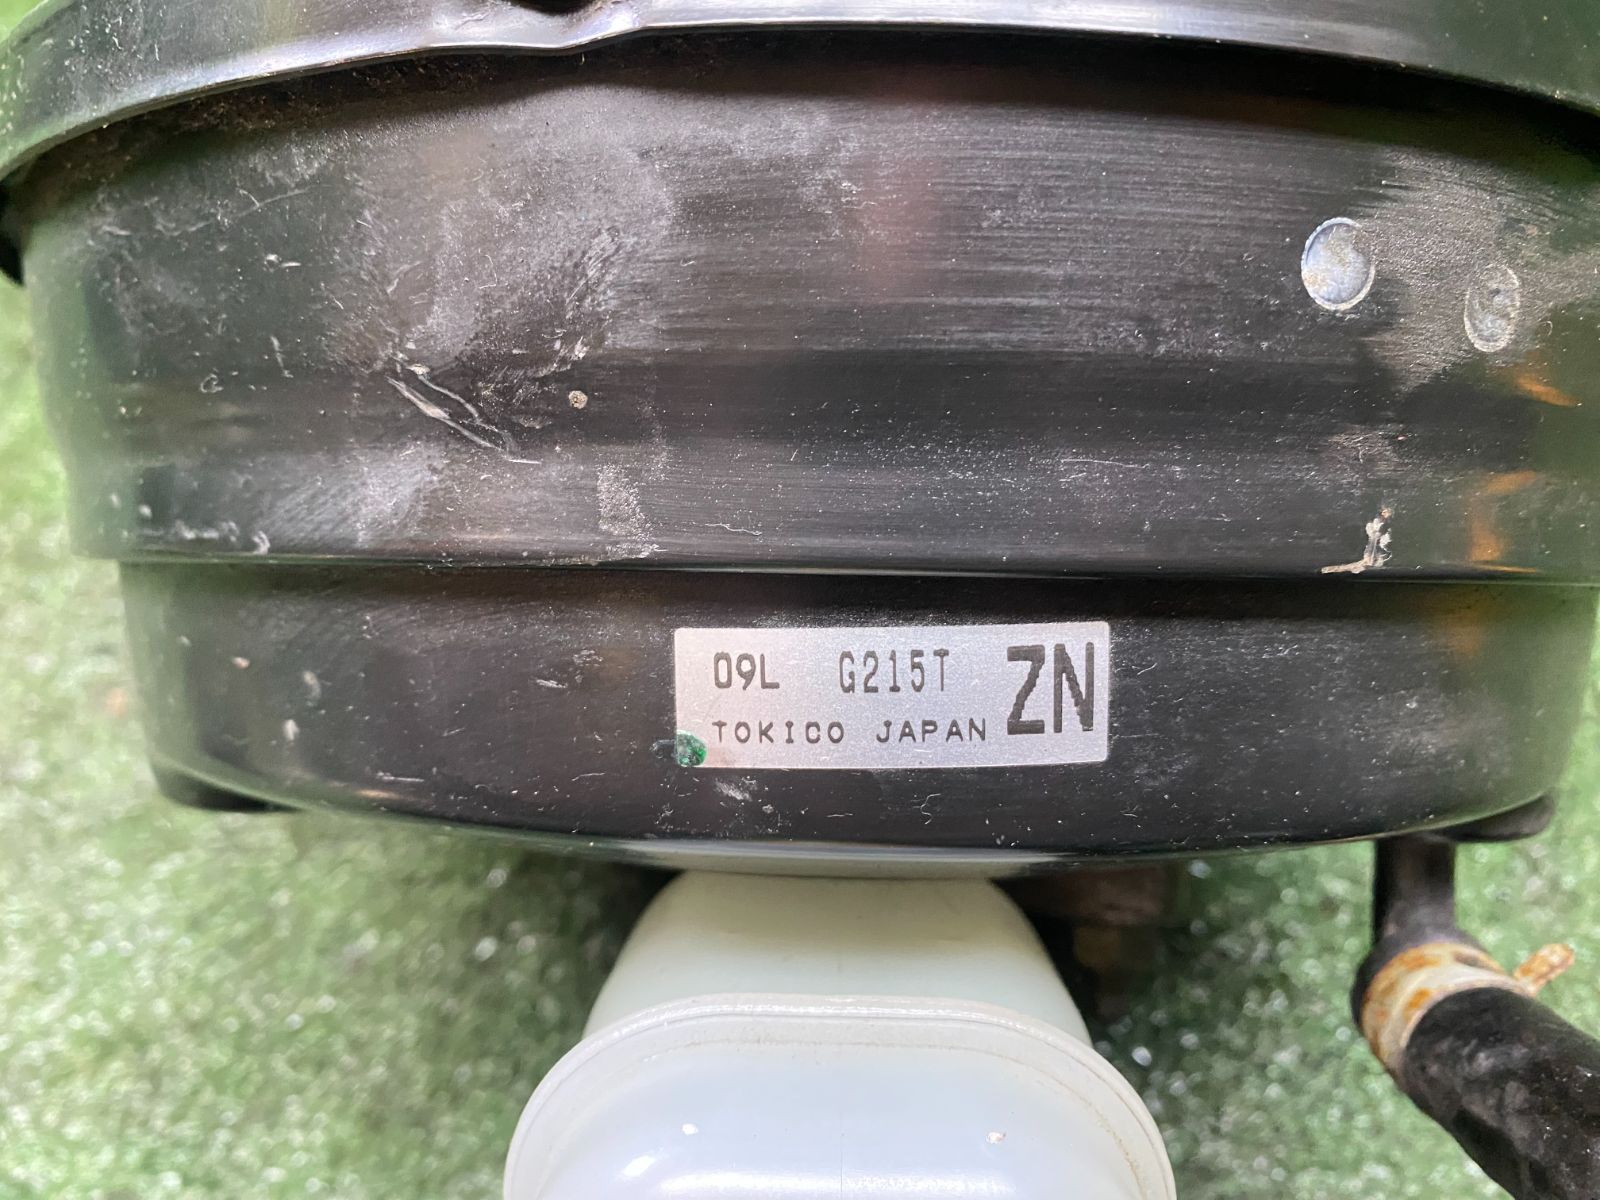 09L G215T ZN
TOKICO JAPAN